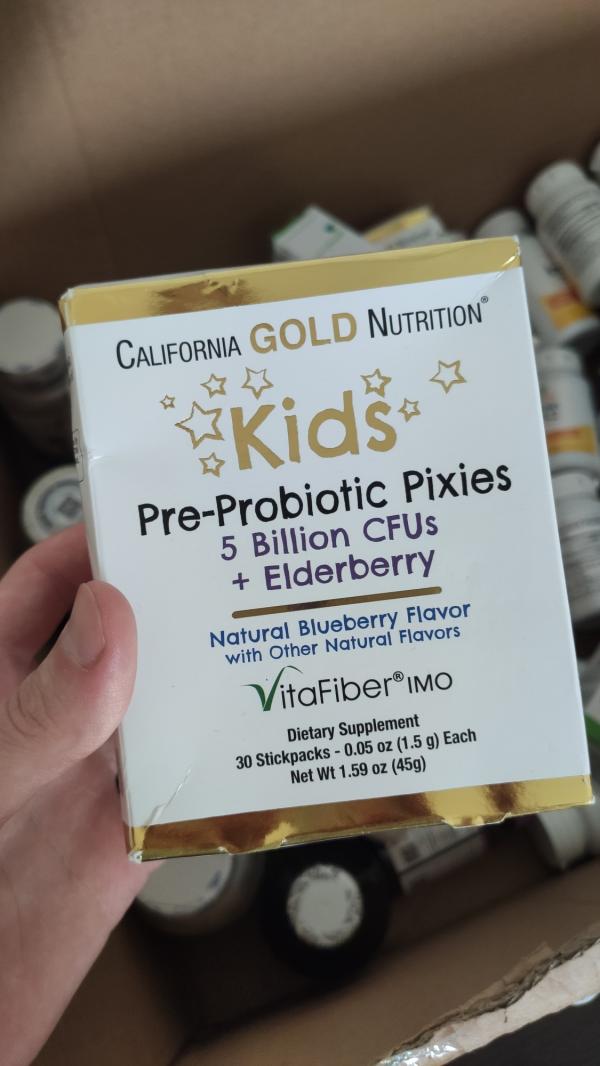 CALIFORNIA GOLD NUTRITION®
Kids
Pre-Probiotic Pixies
5 Billion CFUs
+ Elderberry
Natural Blueberry Flavor
with Other Natural Flavors
VitaFiber® IMO
Dietary Supplement
30 Stickpacks - 0.05 oz (1.5 g) Each
Net Wt 1.59 oz (45g)